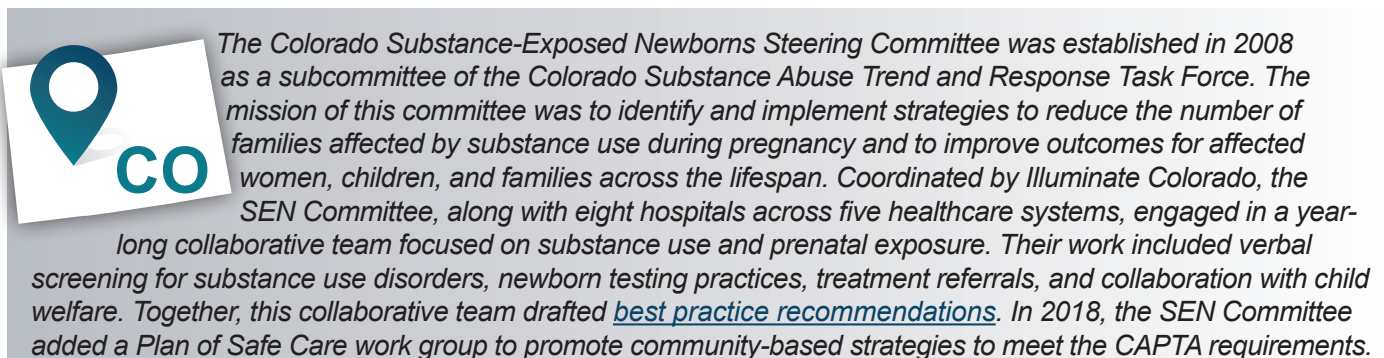 The Colorado Substance-Exposed Newborns Steering Committee was established in 2008
as a subcommittee of the Colorado Substance Abuse Trend and Response Task Force. The
mission of this committee was to identify and implement strategies to reduce the number of
families affected by substance use during pregnancy and to improve outcomes for affected
CO
women, children, and families across the lifespan. Coordinated by Illuminate Colorado, the
SEN Committee, along with eight hospitals across five healthcare systems, engaged in a year-
long collaborative team focused on substance use and prenatal exposure. Their work included verbal
screening for substance use disorders, newborn testing practices, treatment referrals, and collaboration with child
welfare. Together, this collaborative team drafted best practice recommendations. In 2018, the SEN Committee
added a Plan of Safe Care work group to promote community-based strategies to meet the CAPTA requirements.